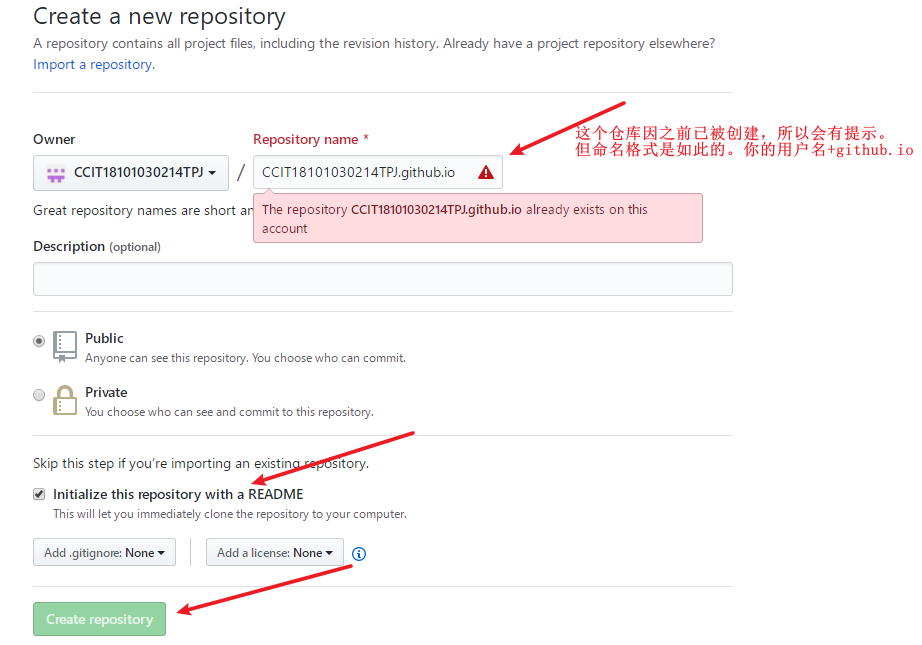 Create a new repository
A repository contains all project files, including the revision history. Already have a project repository elsewhere?
Import a repository.
Owner
Repository name *
CCIT18101030214TPJ
/
CCIT18101030214TPJ.github.io
这个仓库因之前已被创建，所以会有提示。
但命名格式是如此的。你的用户名+github.io
Great repository names are short an
The repository CCIT18101030214TPJ.github.io already exists on this
account
Description (optional)
Public
Anyone can see this repository. You choose who can commit.
Private
You choose who can see and commit to this repository.
Skip this step if you’re importing an existing repository.
Initialize this repository with a README
This will let you immediately clone the repository to your computer.
Add .gitignore: None
Add a license: None
Create repository